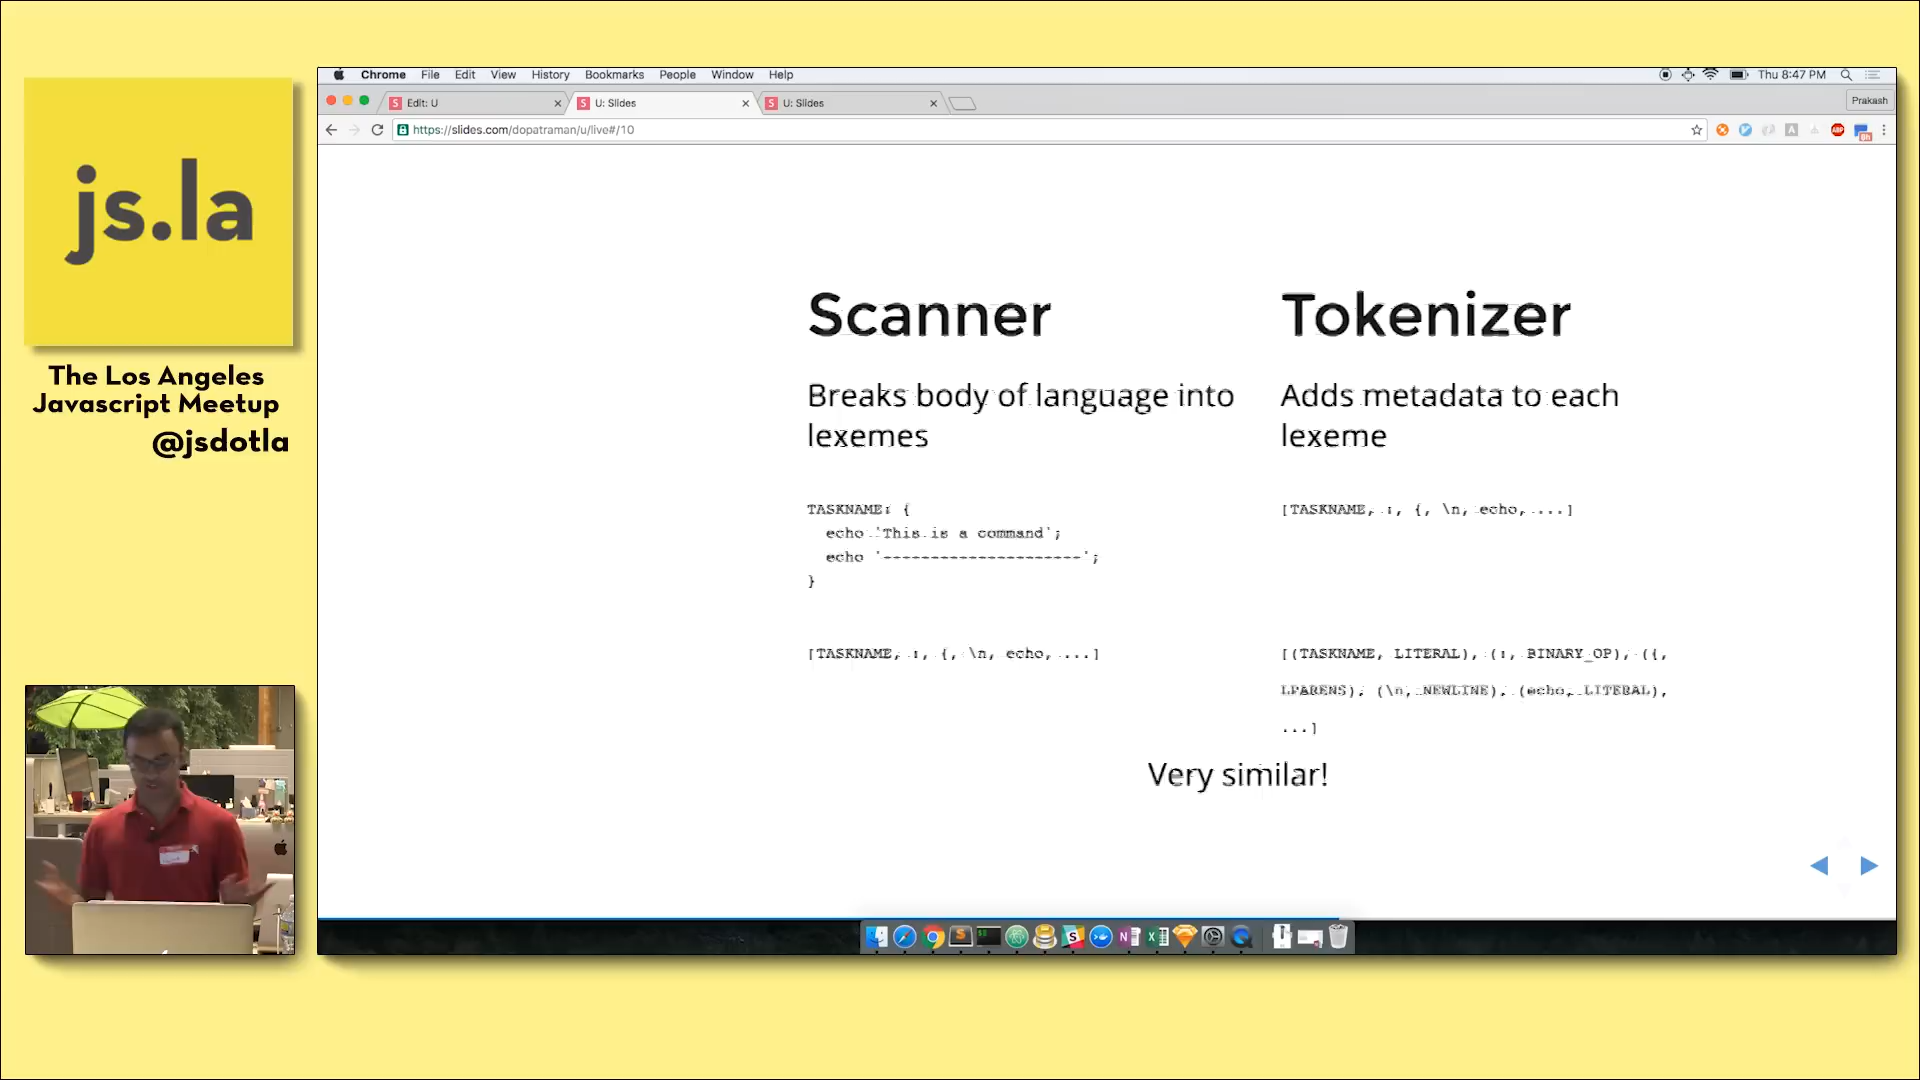 js.la
The Los Angeles
Javascript Meetup
@jsdotla
Chrome File Edit View History Bookmarks People Window Help
Thu 8:47 PM
Edit: U
U: Slides
U: Slides
Prakash
https://slides.com/dopatraman/u/live#/10
Scanner
Breaks body of language into
lexemes
TASKNAME: {
echo 'This is a command';
echo '---------------------';
}
[TASKNAME, :, {, \n, echo, ...]
Tokenizer
Adds metadata to each
lexeme
[TASKNAME, :, {, \n, echo, ...]
[(TASKNAME, LITERAL), (:, BINARY_OP), ({,
LPARENS), (\n, NEWLINE), (echo, LITERAL),
...]
Very similar!